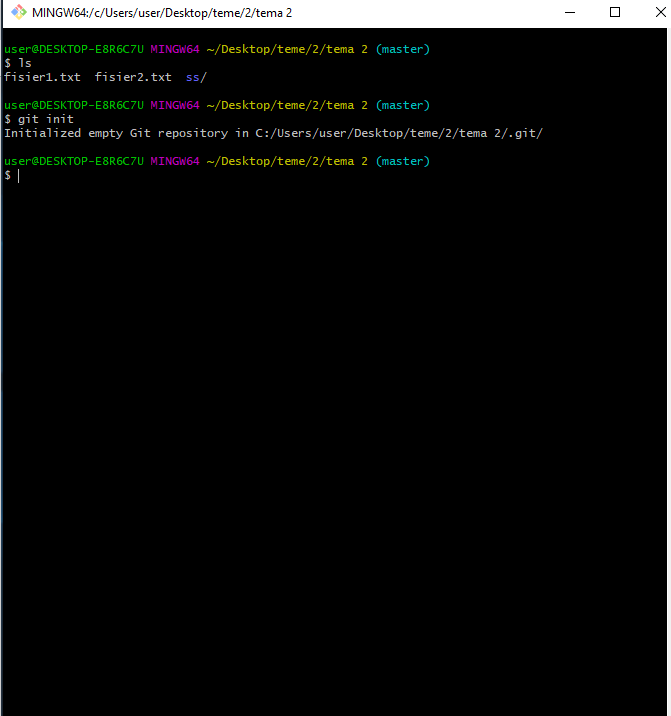 MINGW64:/c/Users/user/Desktop/teme/2/tema 2
user@DESKTOP-E8R6C7U MINGW64 ~/Desktop/teme/2/tema 2 (master)
$ ls
fisier1.txt  fisier2.txt  ss/
user@DESKTOP-E8R6C7U MINGW64 ~/Desktop/teme/2/tema 2 (master)
$ git init
Initialized empty Git repository in C:/Users/user/Desktop/teme/2/tema 2/.git/
user@DESKTOP-E8R6C7U MINGW64 ~/Desktop/teme/2/tema 2 (master)
$